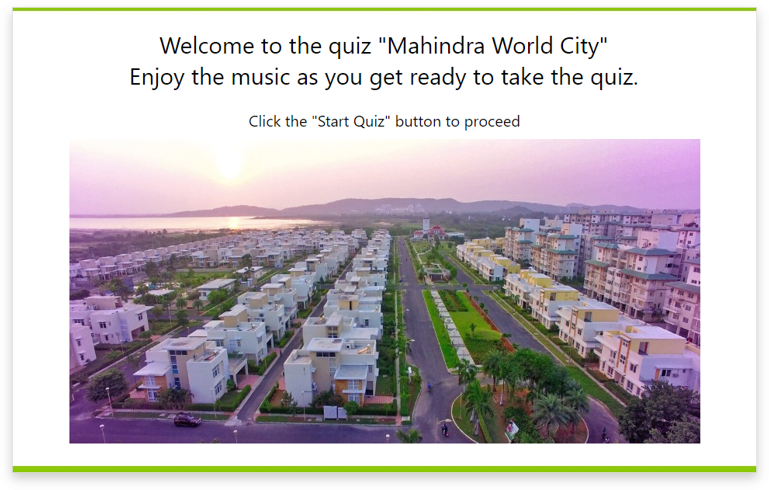 Welcome to the quiz "Mahindra World City"
Enjoy the music as you get ready to take the quiz.
Click the "Start Quiz" button to proceed